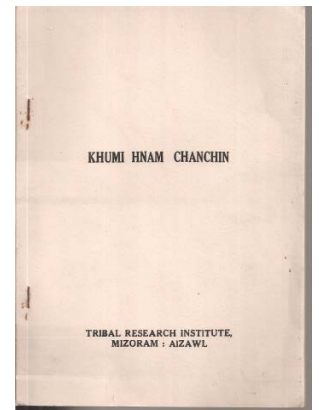 KHUMI HNAM CHANCHIN
TRIBAL RESEARCH INSTITUTE,
MIZORAM : AIZAWL